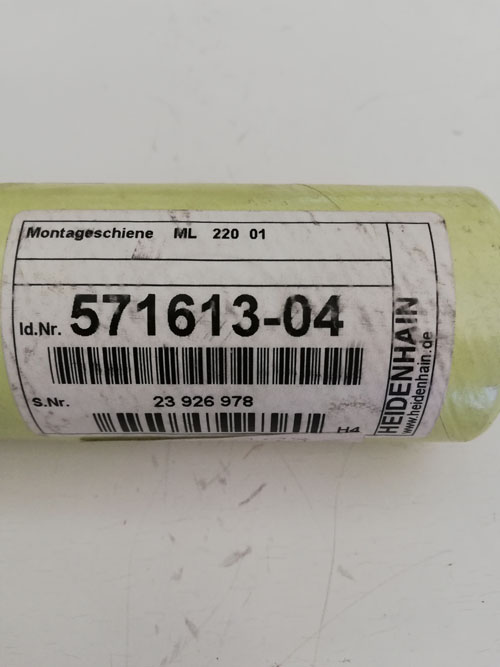 Montageschiene ML 220 01
Id.Nr. 571613-04
S.Nr. 23 926 978
H4
HEIDENHAIN
www.heidenhain.de